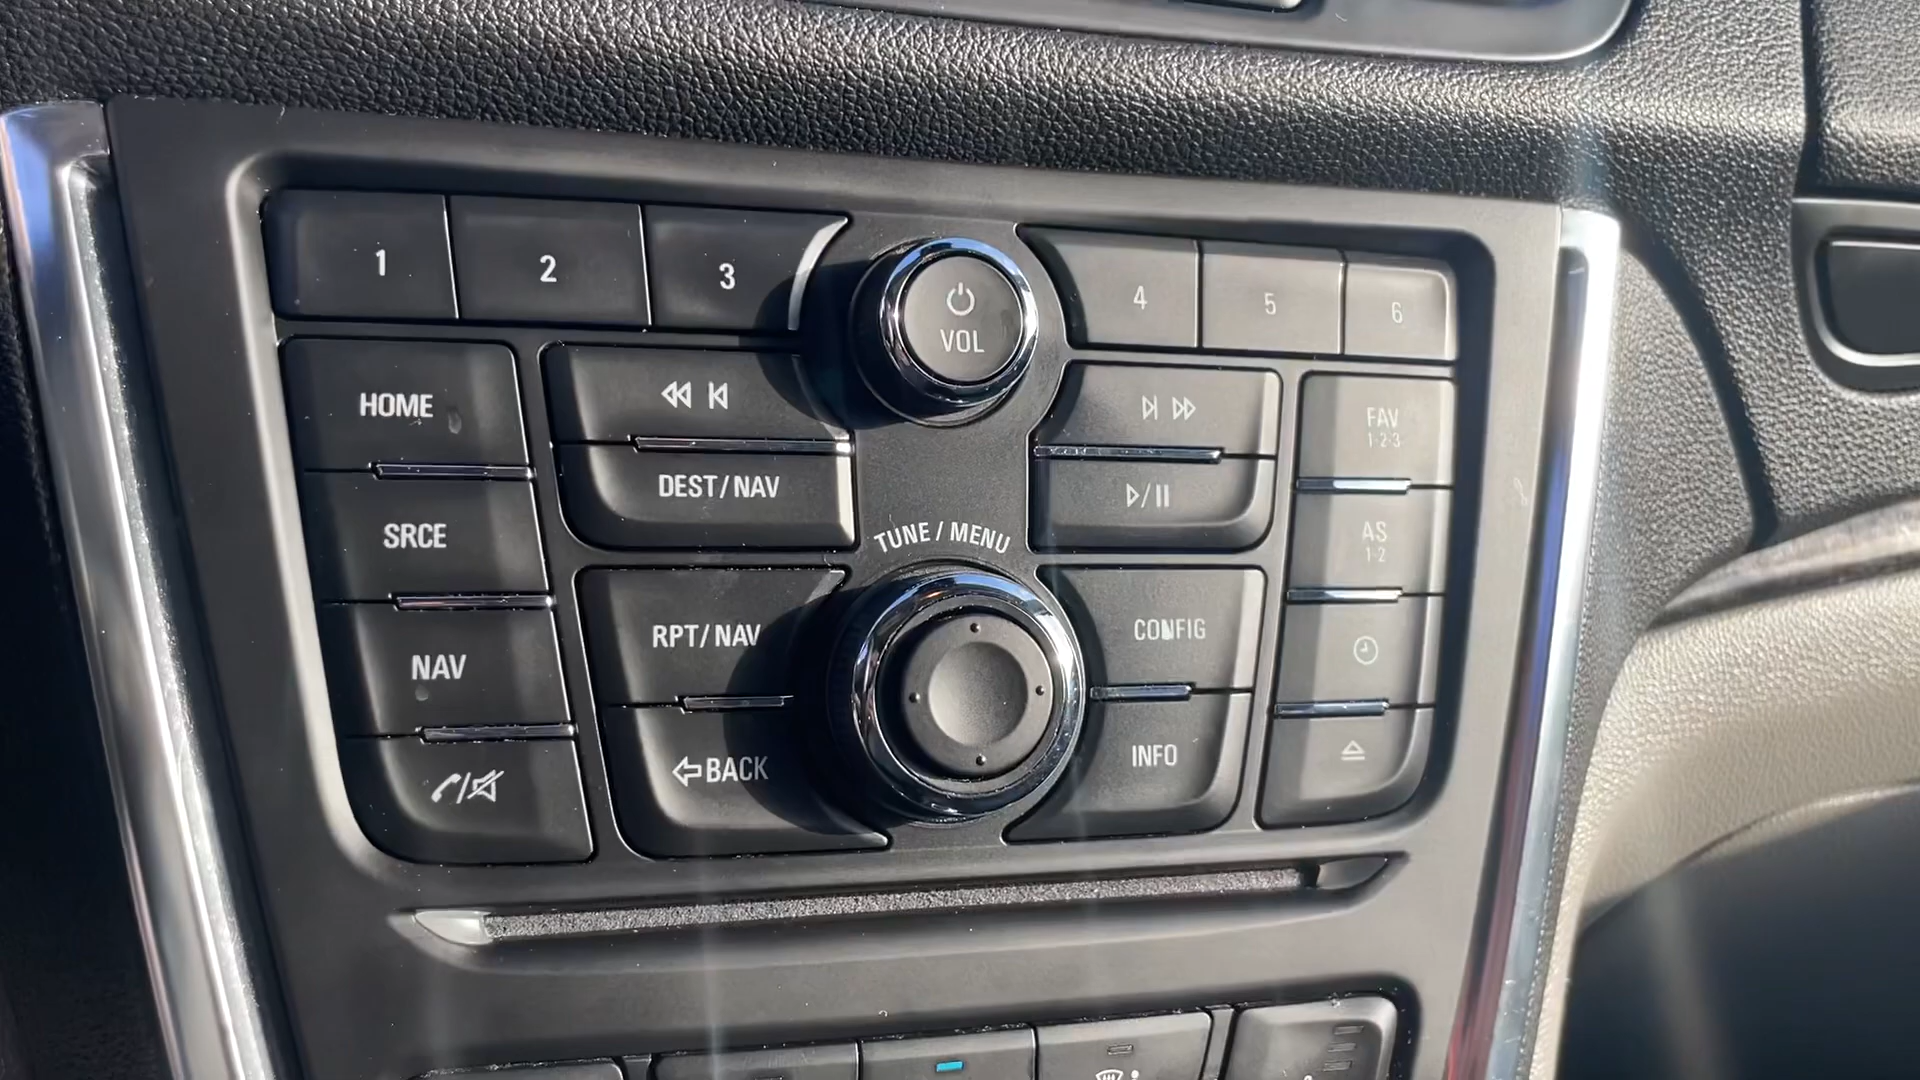 1 2 3 4 5 6
VOL
HOME
FAV
1-2-3
DEST/NAV
SRCE
TUNE / MENU
AS
1-2
RPT/NAV
CONFIG
NAV
BACK
INFO